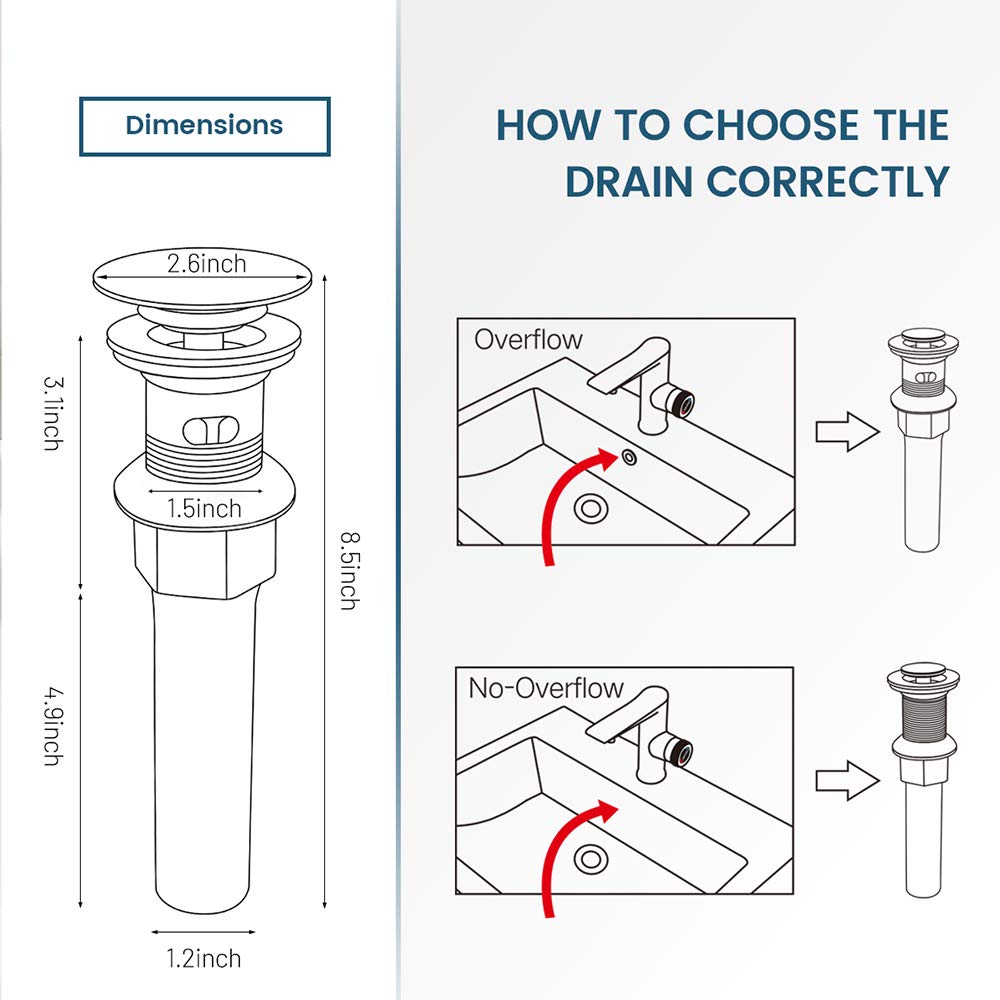 Dimensions
2.6inch
3.1inch
1.5inch
8.5inch
4.9inch
1.2inch
HOW TO CHOOSE THE
DRAIN CORRECTLY
Overflow
No-Overflow